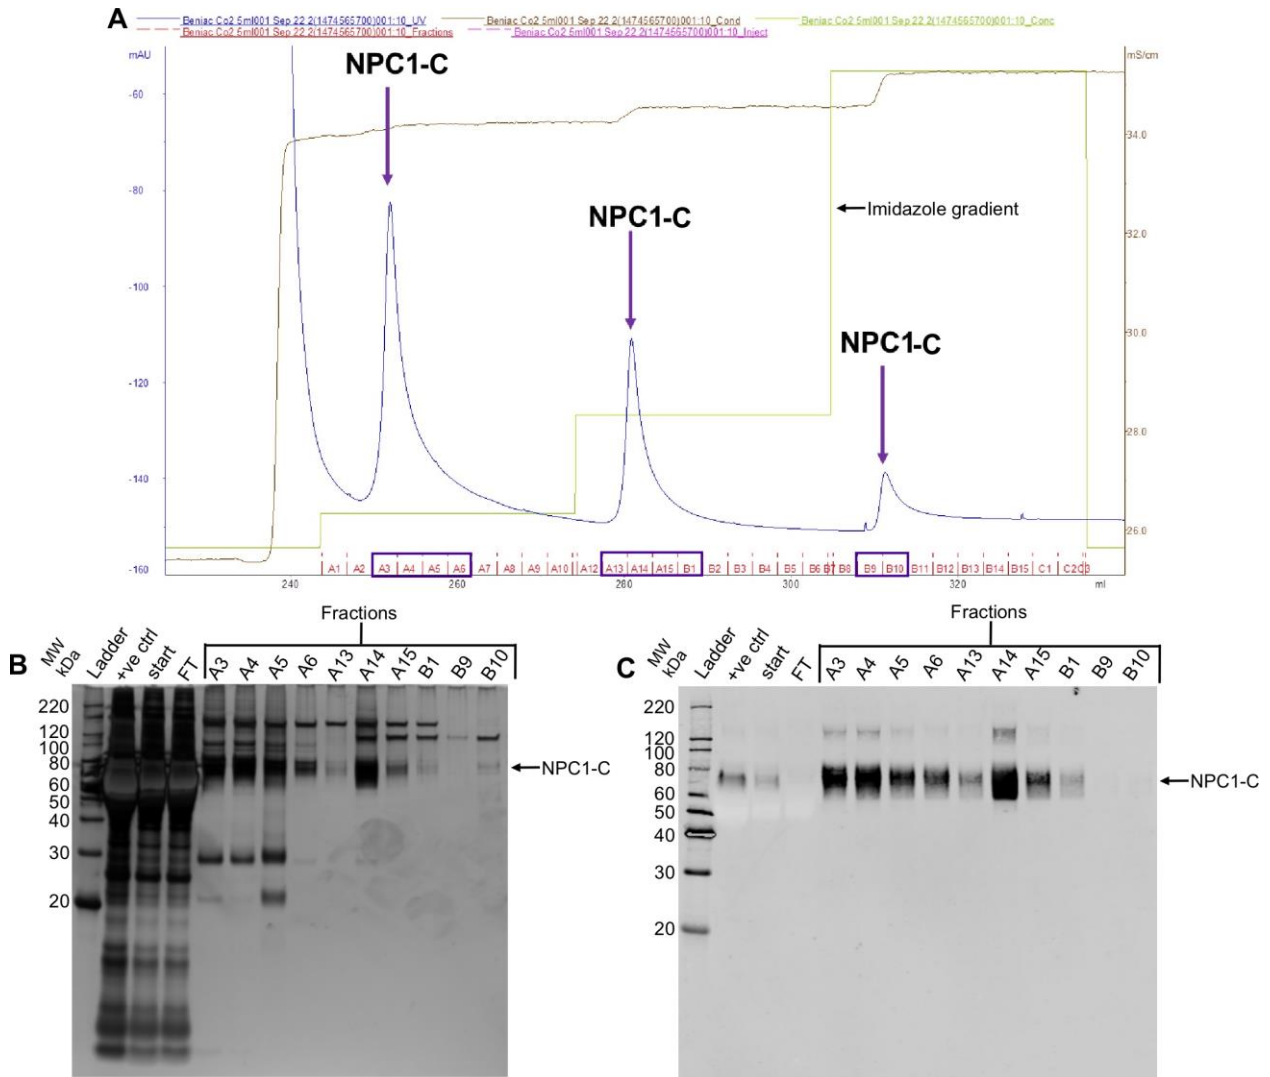 A
Beniac Co2 5ml001 Sep 22 2(1474565700)001:10_UV Beniac Co2 5ml001 Sep 22 2(1474565700)001:10_Cond Beniac Co2 5ml001 Sep 22 2(1474565700)001:10_Conc
Beniac Co2 5ml001 Sep 22 2(1474565700)001:10_Fractions Beniac Co2 5ml001 Sep 22 2(1474565700)001:10_Inject
mAU mS/cm
NPC1-C
-60
34.0
-80
NPC1-C
Imidazole gradient
32.0
-100
30.0
NPC1-C
-120
28.0
-140
26.0
-160
A1 A2 A3 A4 A5 A6 A7 A8 A9 A10 A12 A13 A14 A15 B1 B2 B3 B4 B5 B6 B7 B8 B9 B10 B11 B12 B13 B14 B15 C1 C2 C3
240 260 280 300 320 ml
B
Fractions
MW kDa Ladder +ve ctrl start FT A3 A4 A5 A6 A13 A14 A15 B1 B9 B10
220
120
100
80
60
50
40
30
20
NPC1-C
C
Fractions
MW kDa Ladder +ve ctrl start FT A3 A4 A5 A6 A13 A14 A15 B1 B9 B10
220
120
100
80
60
50
40
30
20
NPC1-C